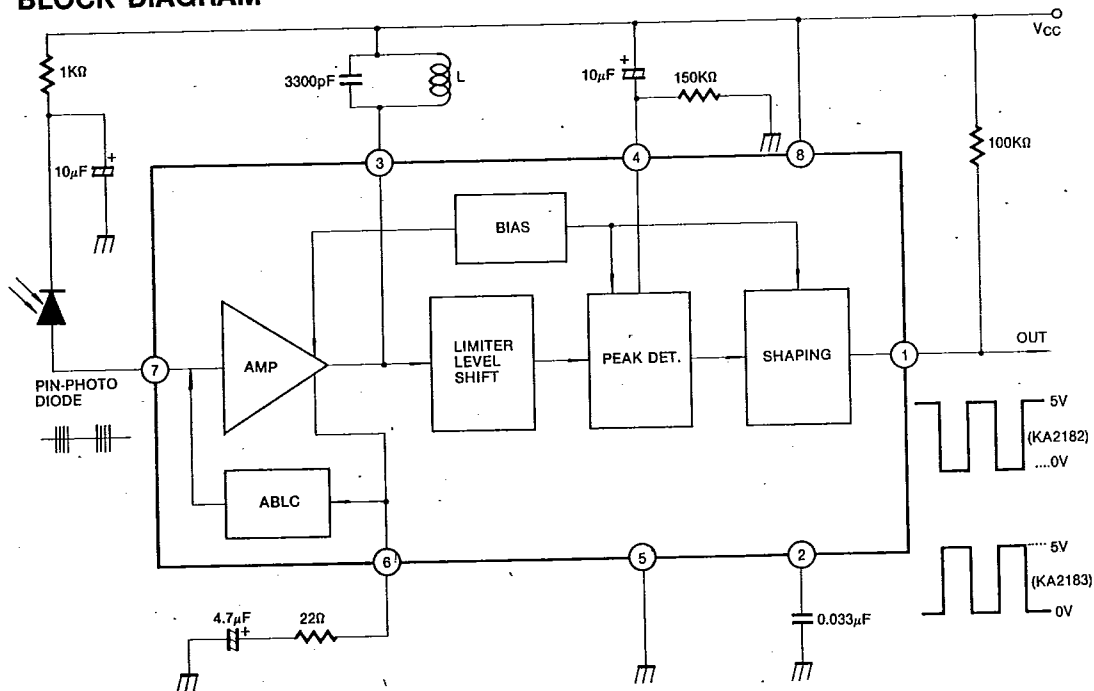 BLOCK DIAGRAM
VCC
1KΩ
3300pF
L
10μF
150KΩ
100KΩ
10μF
3
4
8
BIAS
AMP
LIMITER
LEVEL
SHIFT
PEAK DET.
SHAPING
1
OUT
7
PIN-PHOTO
DIODE
5V
(KA2182)
....0V
ABLC
6
5
2
5V
(KA2183)
0V
4.7μF
22Ω
0.033μF